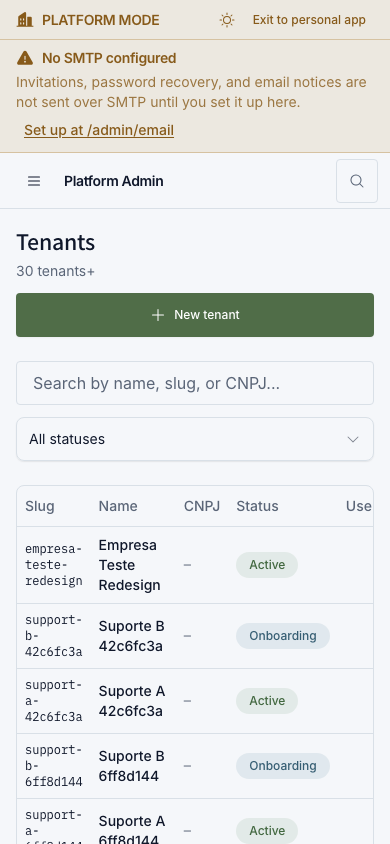 PLATFORM MODE
Exit to personal app
No SMTP configured
Invitations, password recovery, and email notices are
not sent over SMTP until you set it up here.
Set up at /admin/email
Platform Admin
Tenants
30 tenants+
New tenant
Search by name, slug, or CNPJ...
All statuses
Slug Name CNPJ Status Use
empresa-
teste-
redesign
Empresa
Teste
Redesign
–
Active
support-
b-
42c6fc3a
Suporte B
42c6fc3a
–
Onboarding
support-
a-
42c6fc3a
Suporte A
42c6fc3a
–
Active
support-
b-
6ff8d144
Suporte B
6ff8d144
–
Onboarding
support-
a-
6ff8d144
Suporte A
6ff8d144
–
Active